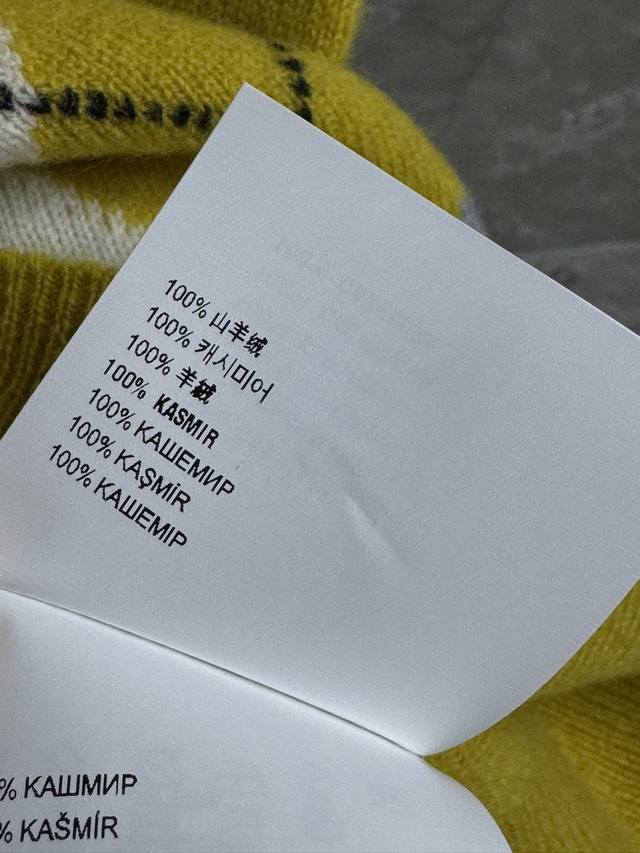 100% 山羊绒
100% 캐시미어
100% 羊絨
100% KASMIR
100% КАШЕМИР
100% KAŞMİR
100% КАШЕМІР
% КАШМИР
% KAŠMÍR